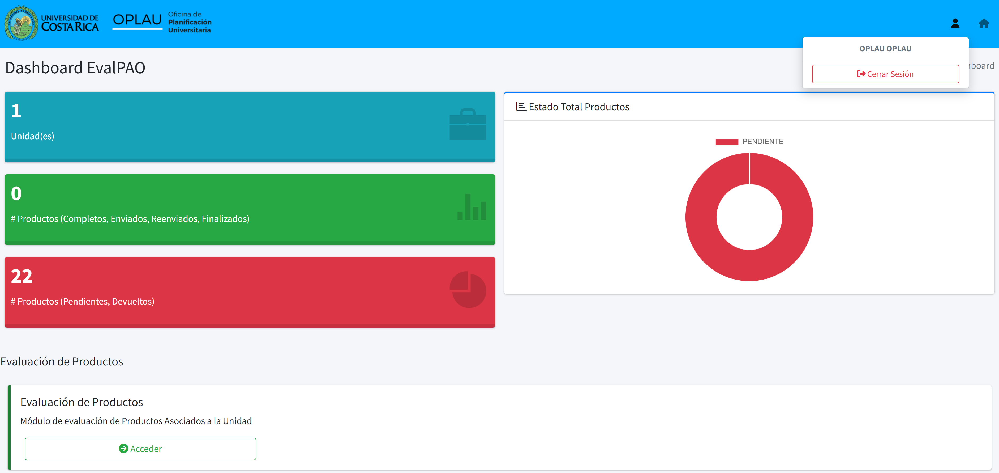 UNIVERSIDAD DE
COSTA RICA
OPLAU
Oficina de
Planificación
Universitaria
OPLAU OPLAU
Cerrar Sesión
Dashboard EvalPAO
1
Unidad(es)
0
# Productos (Completos, Enviados, Reenviados, Finalizados)
22
# Productos (Pendientes, Devueltos)
Estado Total Productos
PENDIENTE
Evaluación de Productos
Evaluación de Productos
Módulo de evaluación de Productos Asociados a la Unidad
Acceder